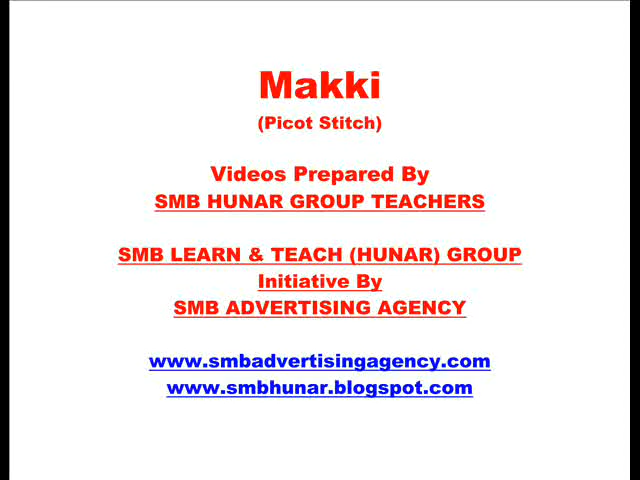 Makki
(Picot Stitch)
Videos Prepared By
SMB HUNAR GROUP TEACHERS
SMB LEARN & TEACH (HUNAR) GROUP
Initiative By
SMB ADVERTISING AGENCY
www.smbadvertisingagency.com
www.smbhunar.blogspot.com